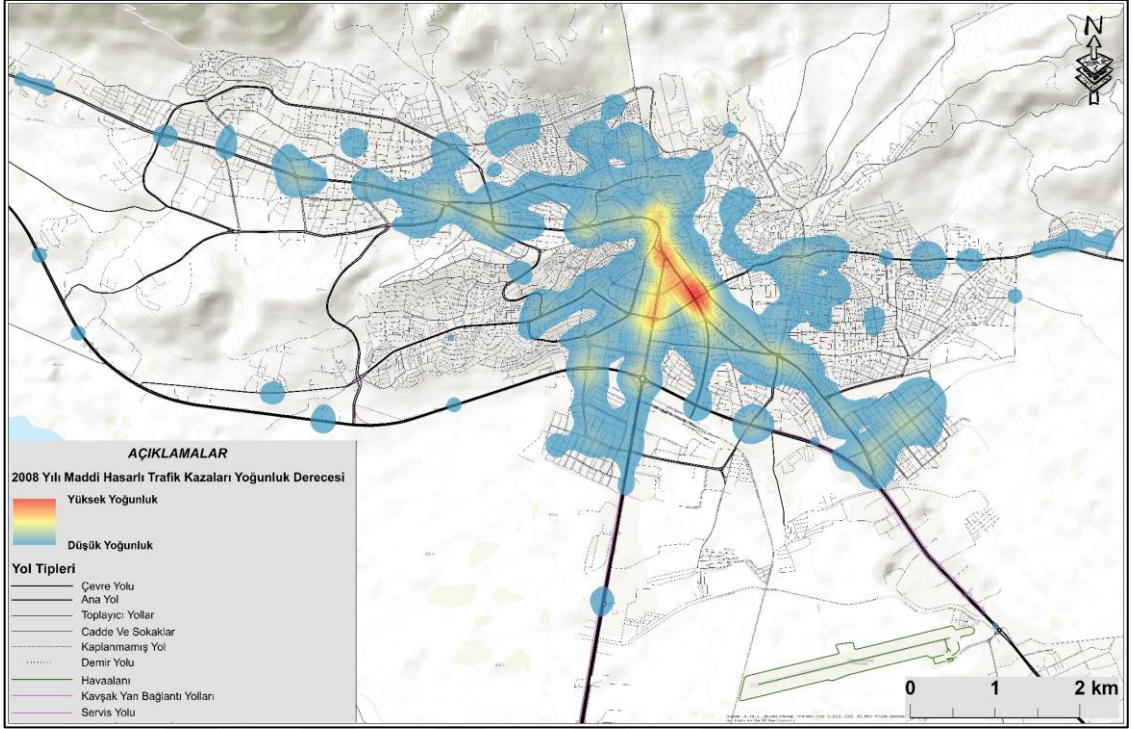 N
AÇIKLAMALAR
2008 Yılı Maddi Hasarlı Trafik Kazaları Yoğunluk Derecesi
Yüksek Yoğunluk
Düşük Yoğunluk
Yol Tipleri
Çevre Yolu
Ana Yol
Toplayıcı Yollar
Cadde Ve Sokaklar
Kaplanmamış Yol
Demir Yolu
Havaalanı
Kavşak Yan Bağlantı Yolları
Servis Yolu
0 1 2 km